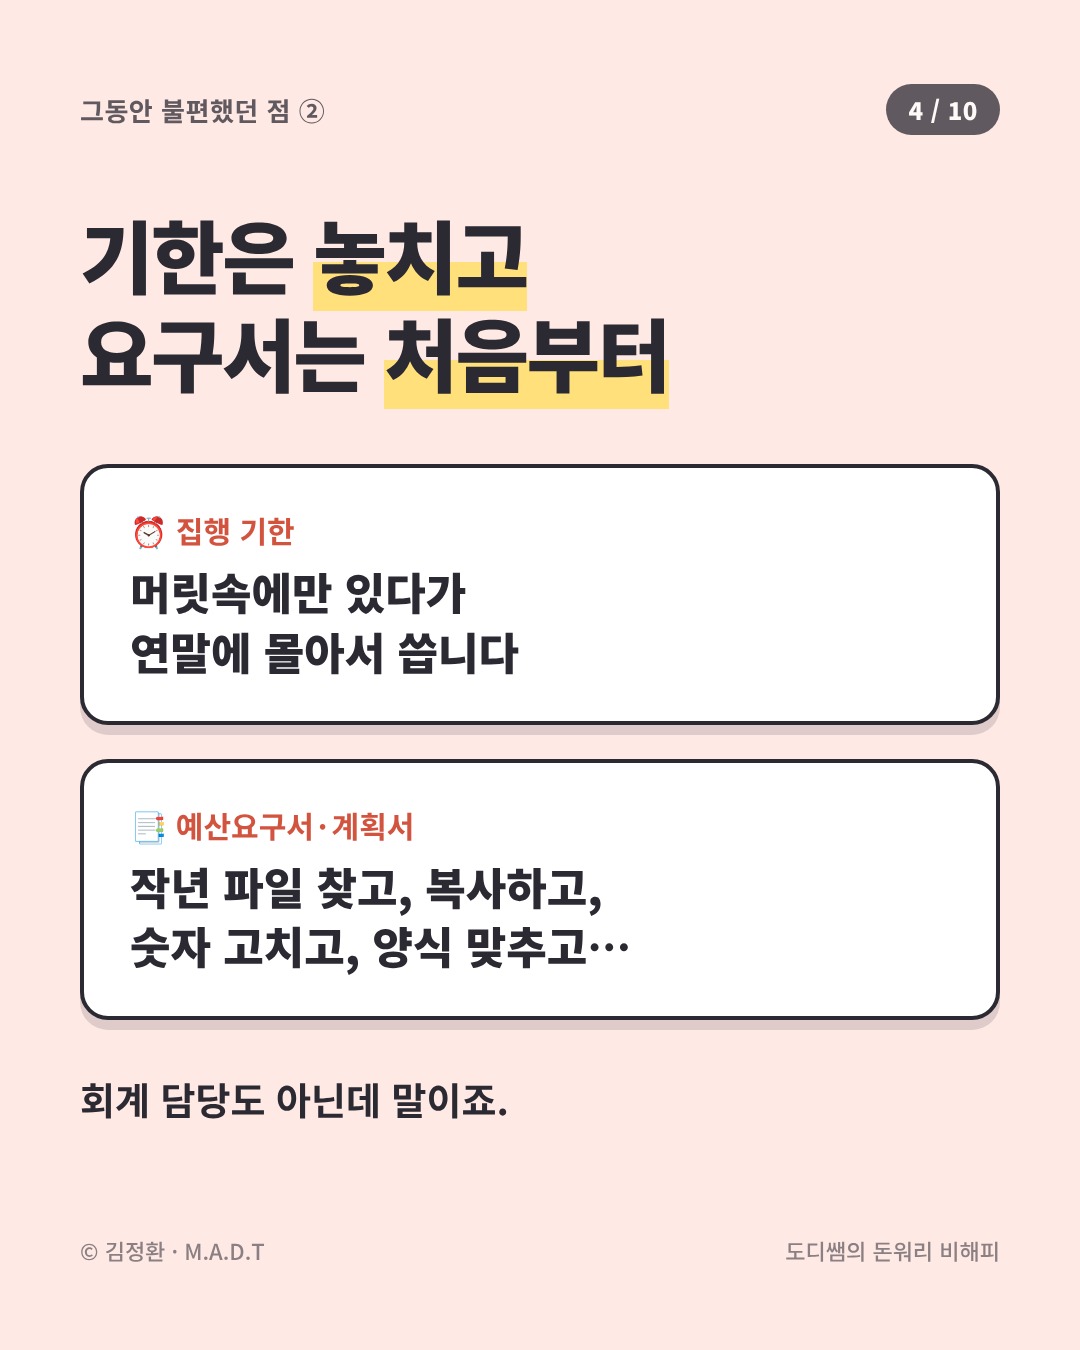 그동안 불편했던 점 ②
4 / 10
기한은 놓치고
요구서는 처음부터
⏰ 집행 기한
머릿속에만 있다가
연말에 몰아서 씁니다
📑 예산요구서·계획서
작년 파일 찾고, 복사하고,
숫자 고치고, 양식 맞추고…
회계 담당도 아닌데 말이죠.
© 김정환 · M.A.D.T
도디쌤의 돈워리 비해피